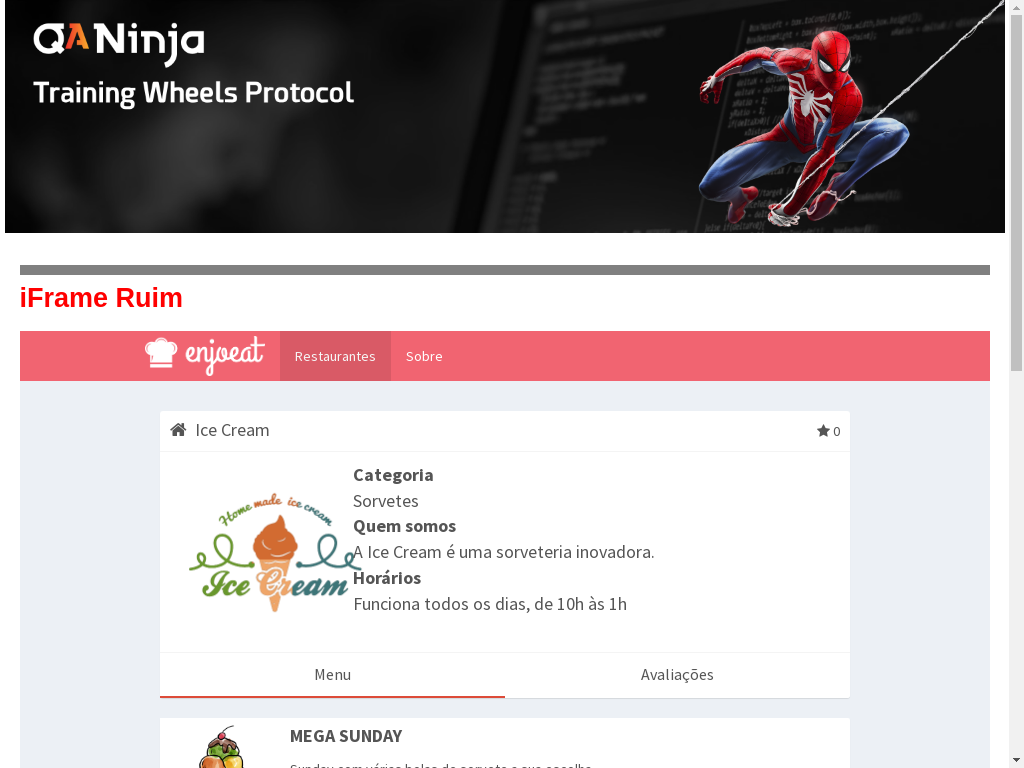 QA Ninja
Training Wheels Protocol
iFrame Ruim
enjoeat
Restaurantes
Sobre
Ice Cream
0
Home made ice cream
Ice Cream
Categoria
Sorvetes
Quem somos
A Ice Cream é uma sorveteria inovadora.
Horários
Funciona todos os dias, de 10h às 1h
Menu
Avaliações
MEGA SUNDAY